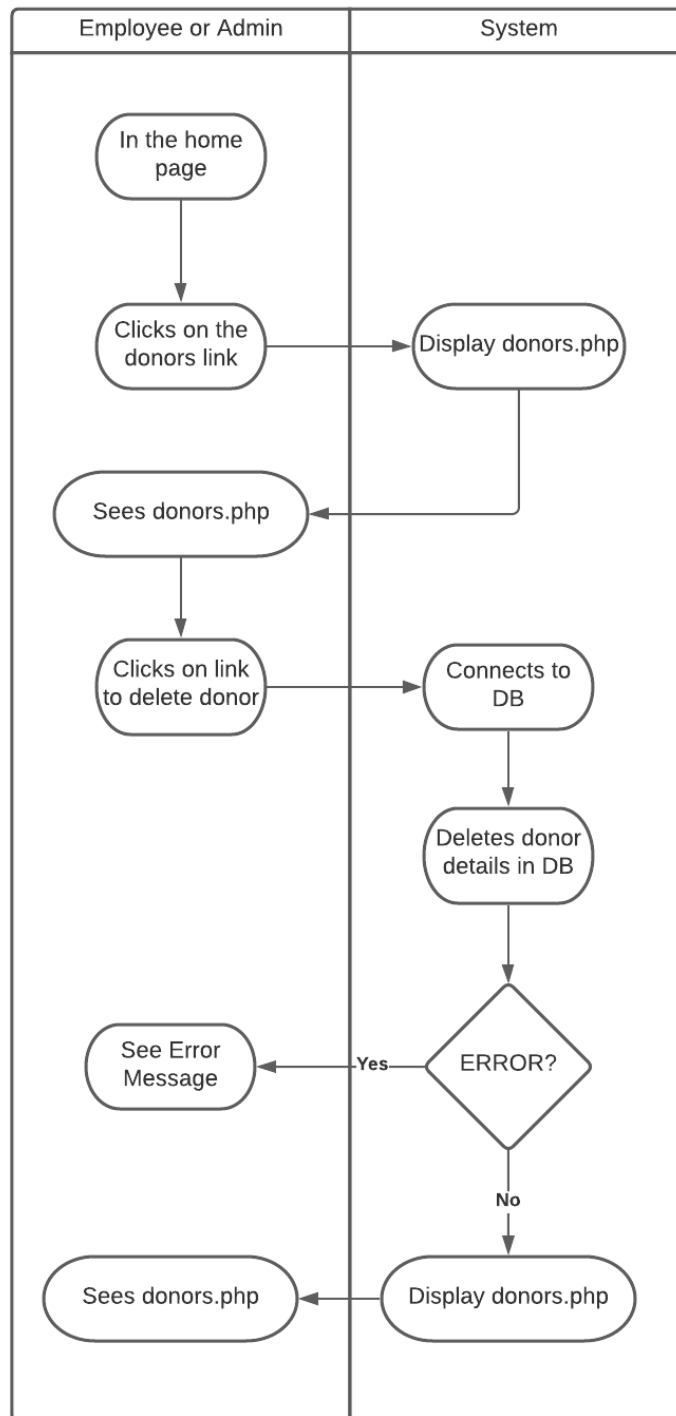 Employee or Admin
System
In the home
page
Clicks on the
donors link
Display donors.php
Sees donors.php
Clicks on link
to delete donor
Connects to
DB
Deletes donor
details in DB
ERROR?
Yes
See Error
Message
No
Display donors.php
Sees donors.php